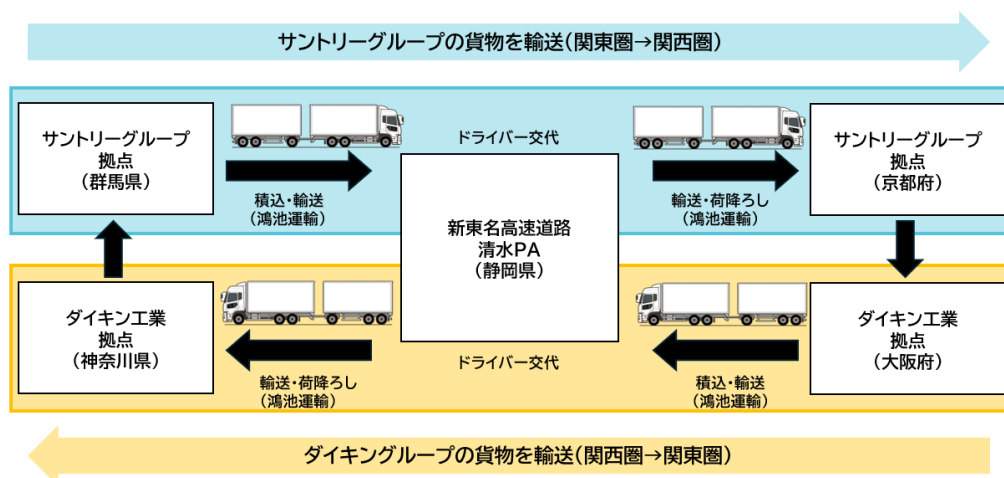 サントリーグループの貨物を輸送(関東圏→関西圏)
サントリーグループ
拠点
(群馬県)
積込・輸送
(鴻池運輸)
ドライバー交代
新東名高速道路
清水PA
(静岡県)
輸送・荷降ろし
(鴻池運輸)
サントリーグループ
拠点
(京都府)
ダイキン工業
拠点
(神奈川県)
輸送・荷降ろし
(鴻池運輸)
ドライバー交代
積込・輸送
(鴻池運輸)
ダイキン工業
拠点
(大阪府)
ダイキングループの貨物を輸送(関西圏→関東圏)